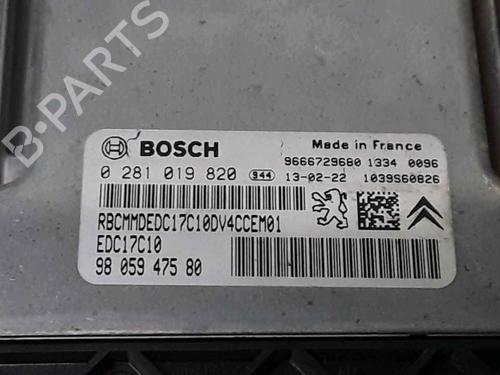 BOSCH
Made in France
9666729680 1334 0096
0 281 019 820 944 13-02-22 1039S60826
RBCMMDEDC17C10DV4CCEM01
EDC17C10
98 059 475 80
B-PARTS